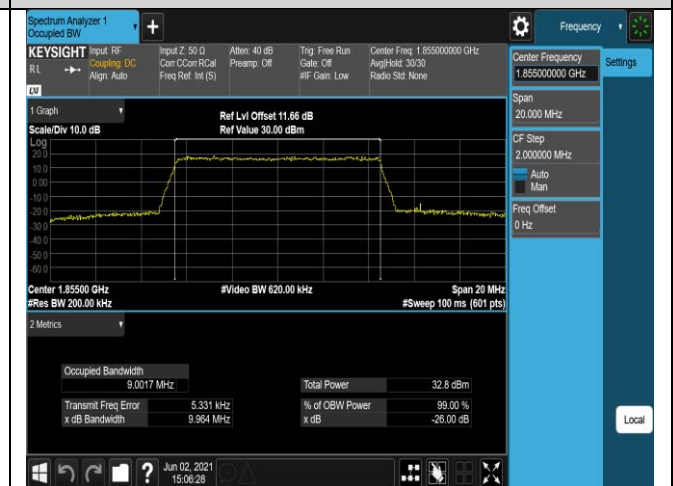 Spectrum Analyzer 1
Occupied BW
+
Frequency
KEYSIGHT
RL
Input: RF
Coupling: DC
Align: Auto
Input Z: 50 Ω
Corr CCorr RCal
Freq Ref: Int (S)
Atten: 40 dB
Preamp: Off
Trig: Free Run
Gate: Off
#IF Gain: Low
Center Freq: 1.855000000 GHz
Avg|Hold: 30/30
Radio Std: None
LXI
1 Graph
Scale/Div 10.0 dB
Ref Lvl Offset 11.66 dB
Ref Value 30.00 dBm
Log
20.0
10.0
0.00
-10.0
-20.0
-30.0
-40.0
-50.0
-60.0
Center 1.85500 GHz
#Res BW 200.00 kHz
#Video BW 620.00 kHz
Span 20 MHz
#Sweep 100 ms (601 pts)
2 Metrics
Occupied Bandwidth
9.0017 MHz
Transmit Freq Error 5.331 kHz
x dB Bandwidth 9.964 MHz
Total Power 32.8 dBm
% of OBW Power 99.00 %
x dB -26.00 dB
Center Frequency
1.855000000 GHz
Settings
Span
20.000 MHz
CF Step
2.000000 MHz
Auto
Man
Freq Offset
0 Hz
Local
?
Jun 02, 2021
15:06:28